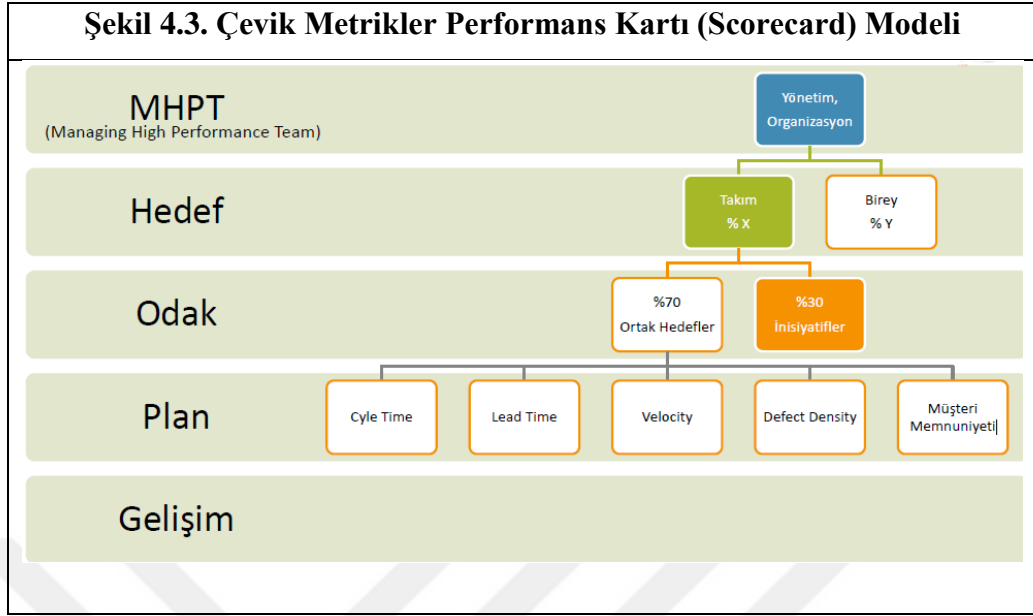 Şekil 4.3. Çevik Metrikler Performans Kartı (Scorecard) Modeli
MHPT
(Managing High Performance Team)
Yönetim,
Organizasyon
Hedef
Takım
% X
Birey
% Y
Odak
%70
Ortak Hedefler
%30
İnisiyatifler
Plan
Cyle Time
Lead Time
Velocity
Defect Density
Müşteri
Memnuniyeti
Gelişim